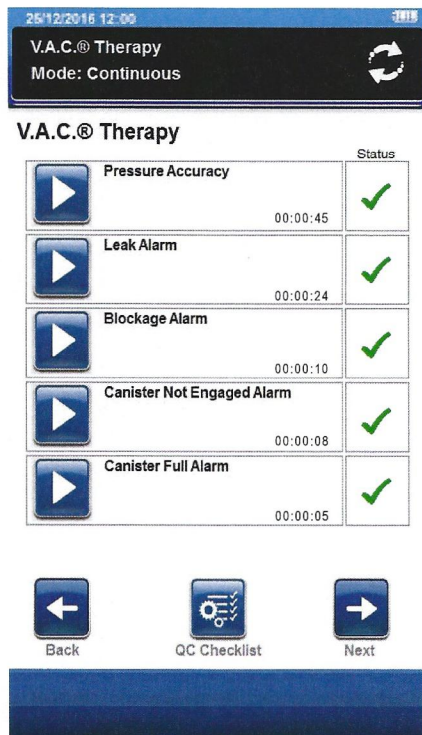 25/12/2016 12:00
V.A.C.® Therapy
Mode: Continuous
V.A.C.® Therapy
Status
Pressure Accuracy
00:00:45
Leak Alarm
00:00:24
Blockage Alarm
00:00:10
Canister Not Engaged Alarm
00:00:08
Canister Full Alarm
00:00:05
Back
QC Checklist
Next